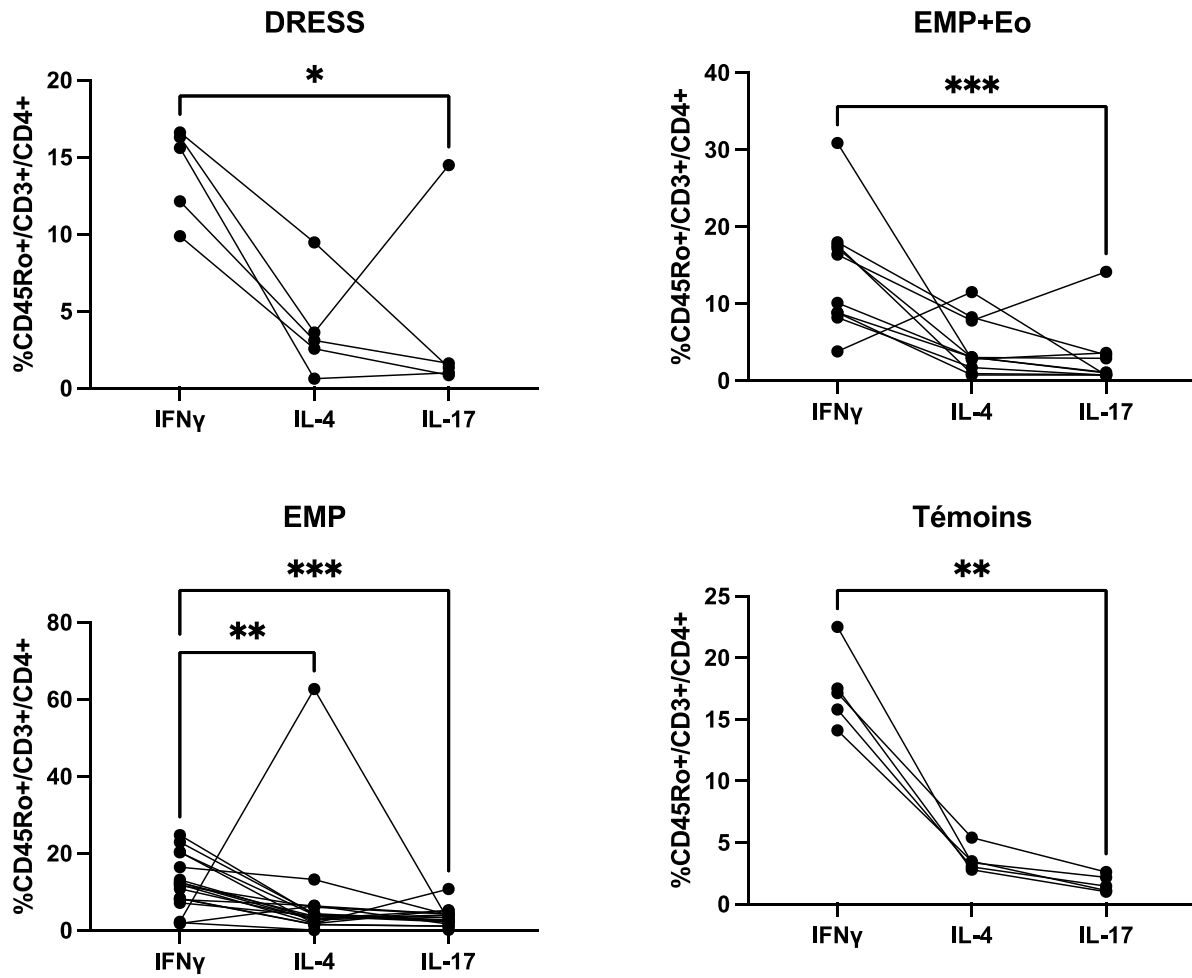 DRESS
*
%CD45Ro+/CD3+/CD4+
20
15
10
5
0
IFNγ IL-4 IL-17
EMP+Eo
***
%CD45Ro+/CD3+/CD4+
40
30
20
10
0
IFNγ IL-4 IL-17
EMP
***
**
%CD45Ro+/CD3+/CD4+
80
60
40
20
0
IFNγ IL-4 IL-17
Témoins
**
%CD45Ro+/CD3+/CD4+
25
20
15
10
5
0
IFNγ IL-4 IL-17